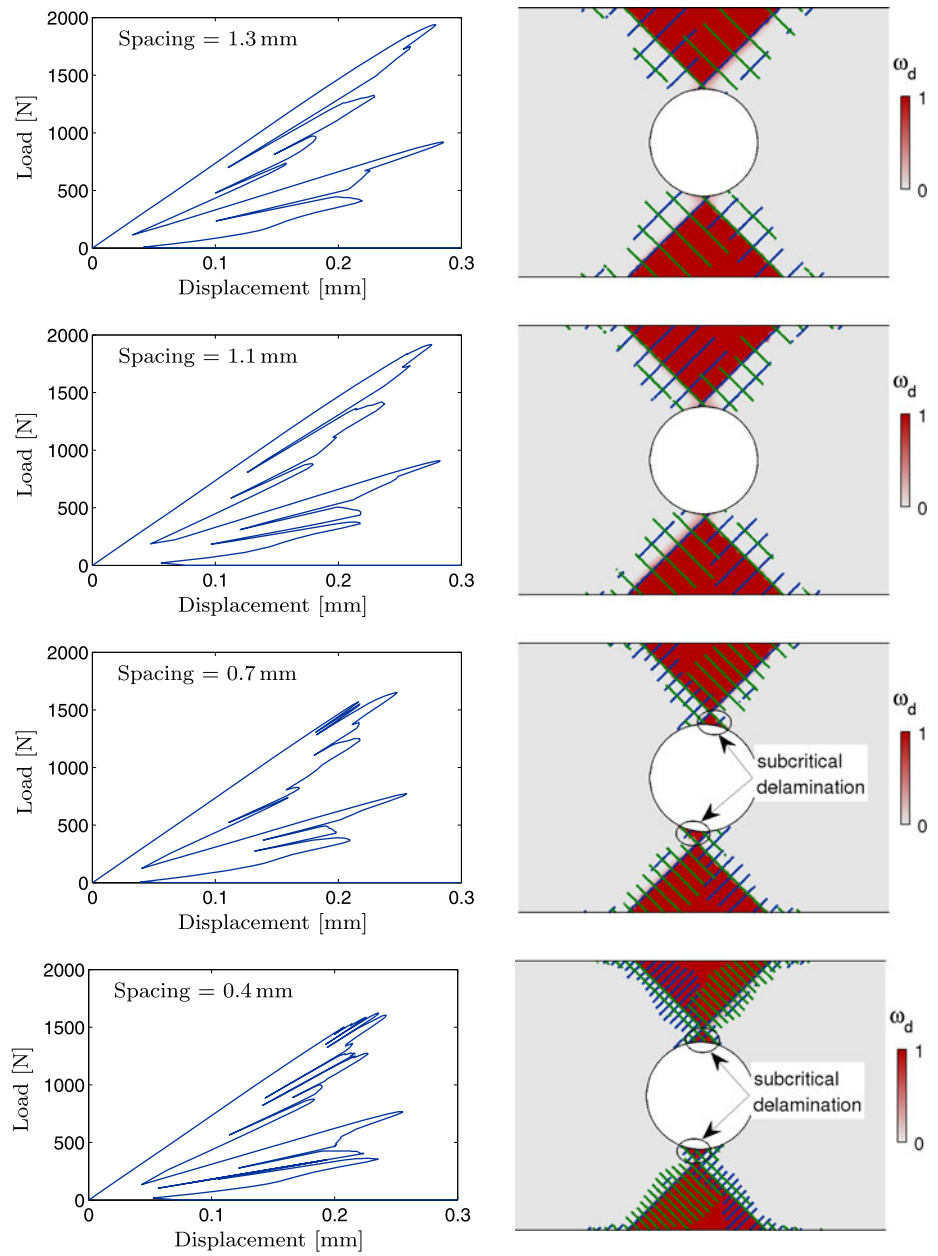 2000
Spacing = 1.3 mm
1500
1000
500
0
Load [N]
0 0.1 0.2 0.3
Displacement [mm]
ω_d
1
0
2000
Spacing = 1.1 mm
1500
1000
500
0
Load [N]
0 0.1 0.2 0.3
Displacement [mm]
ω_d
1
0
2000
Spacing = 0.7 mm
1500
1000
500
0
Load [N]
0 0.1 0.2 0.3
Displacement [mm]
subcritical
delamination
ω_d
1
0
2000
Spacing = 0.4 mm
1500
1000
500
0
Load [N]
0 0.1 0.2 0.3
Displacement [mm]
subcritical
delamination
ω_d
1
0